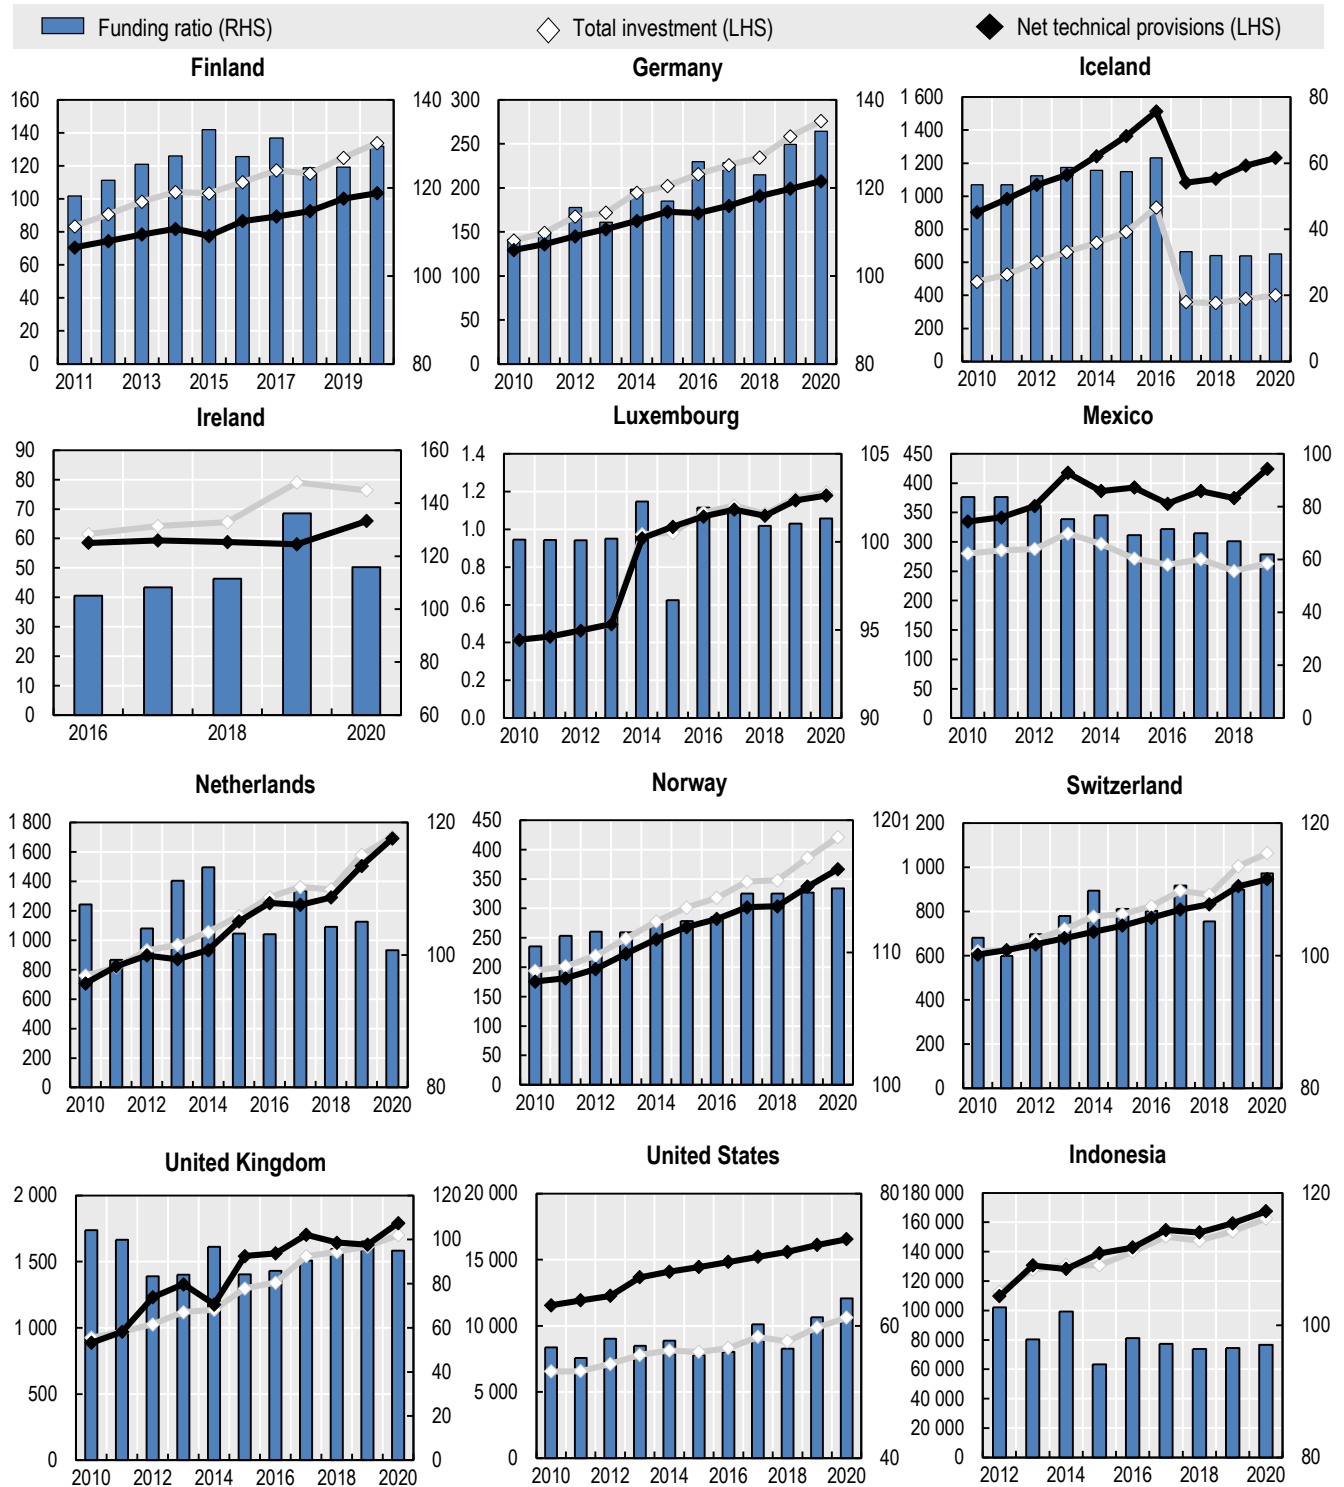 Funding ratio (RHS) Total investment (LHS) Net technical provisions (LHS)
Finland Germany Iceland
160 140 300 140 1 600 80
140 250 1 400
120 120 200 120 1 200 60
100 1 000
80 150 800 40
60 100 100 100 600
40 400 20
20 50 200
0 80 0 80 0 0
2011 2013 2015 2017 2019 2010 2012 2014 2016 2018 2020 2010 2012 2014 2016 2018 2020
Ireland Luxembourg Mexico
90 160 1.4 105 450 100
80 140 1.2 400 80
70 1.0 100 350
60 120 0.8 300 60
50 250
40 100 0.6 95 200 40
30 0.4 150
20 80 0.2 100 20
10 50
0 60 0.0 90 0 0
2016 2018 2020 2010 2012 2014 2016 2018 2020 2010 2012 2014 2016 2018
Netherlands Norway Switzerland
1 800 120 450 120 1 200 120
1 600 400 1 000
1 400 350
1 200 300 800
1 000 100 250 110 600 100
800 200
600 150 400
400 100 200
200 50
0 80 0 100 0 80
2010 2012 2014 2016 2018 2020 2010 2012 2014 2016 2018 2020 2010 2012 2014 2016 2018 2020
United Kingdom United States Indonesia
2 000 120 20 000 80 180 000 120
100 160 000
1 500 80 15 000 140 000
120 000
1 000 60 10 000 60 100 000 100
80 000
500 40 5 000 60 000
20 40 000
20 000
0 0 0 40 0 80
2010 2012 2014 2016 2018 2020 2010 2012 2014 2016 2018 2020 2012 2014 2016 2018 2020